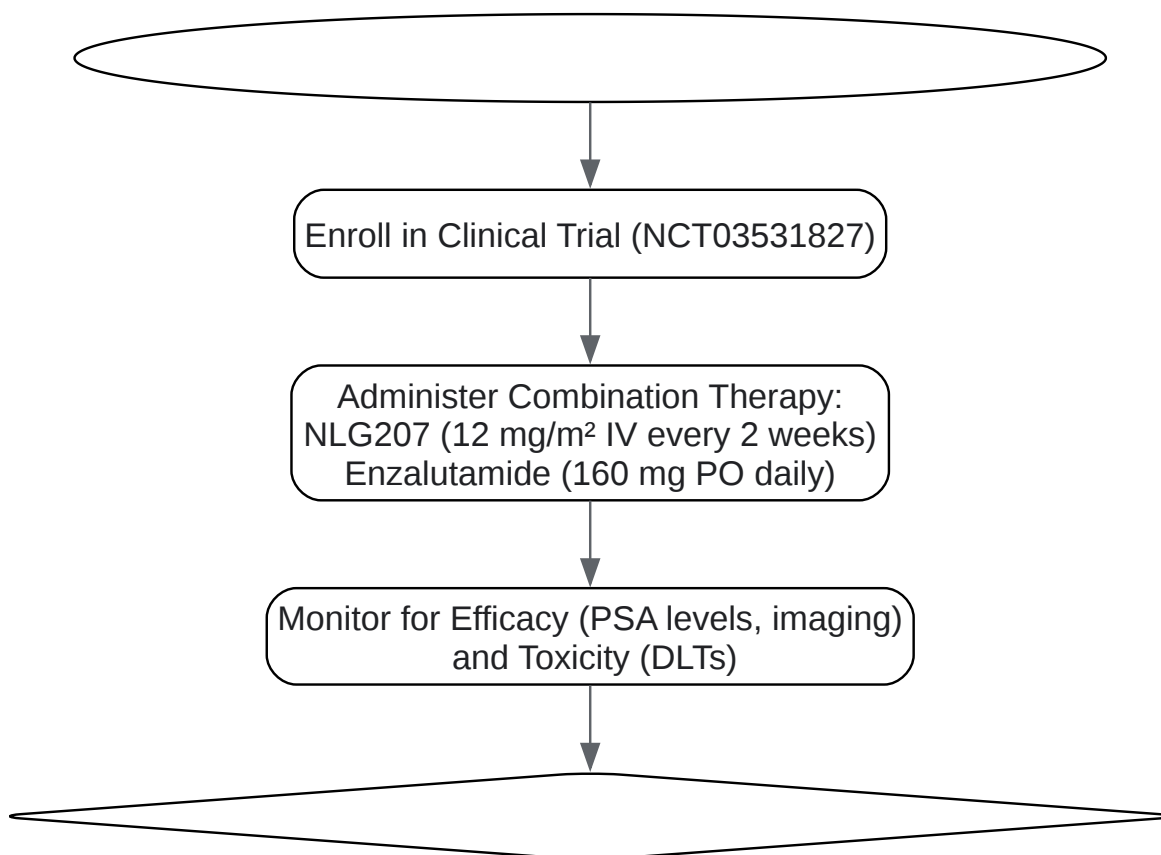 Enroll in Clinical Trial (NCT03531827)
Administer Combination Therapy:
NLG207 (12 mg/m² IV every 2 weeks)
Enzalutamide (160 mg PO daily)
Monitor for Efficacy (PSA levels, imaging)
and Toxicity (DLTs)